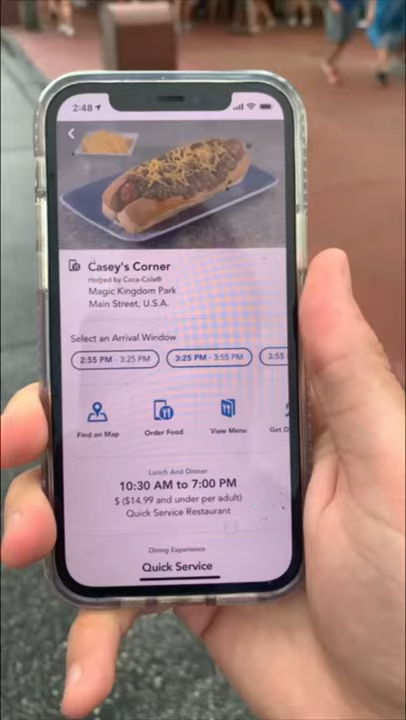 2:48
Casey's Corner
Hosted by Coca-Cola®
Magic Kingdom Park
Main Street, U.S.A.
Select an Arrival Window
2:55 PM - 3:25 PM
3:25 PM - 3:55 PM
3:55
Find on Map
Order Food
View Menu
Get D
Lunch And Dinner
10:30 AM to 7:00 PM
$ ($14.99 and under per adult)
Quick Service Restaurant
Dining Experience
Quick Service